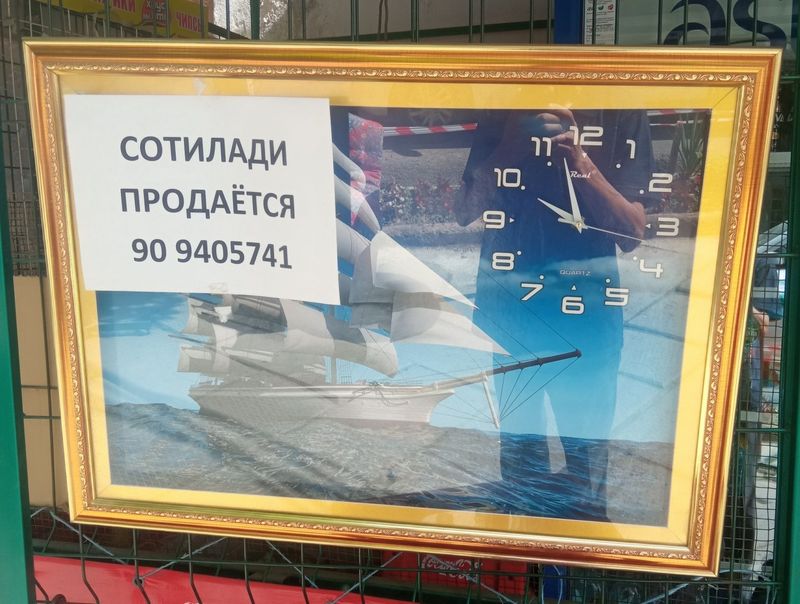 СОТИЛАДИ
ПРОДАЁТСЯ
90 9405741
11 12 1
10 2
Real
9 3
8 4
QUARTZ
7 6 5